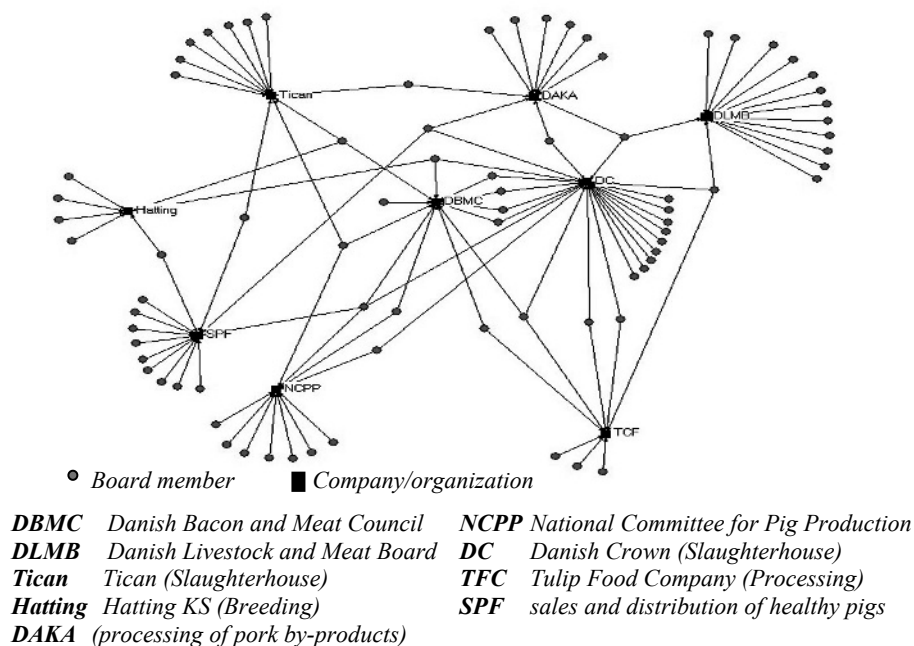 Tican
DAKA
DLMB
DC
Hatting
DBMC
SPF
NCPP
TCF
Board member
Company/organization
DBMC Danish Bacon and Meat Council NCPP National Committee for Pig Production
DLMB Danish Livestock and Meat Board DC Danish Crown (Slaughterhouse)
Tican Tican (Slaughterhouse) TFC Tulip Food Company (Processing)
Hatting Hatting KS (Breeding) SPF sales and distribution of healthy pigs
DAKA (processing of pork by-products)